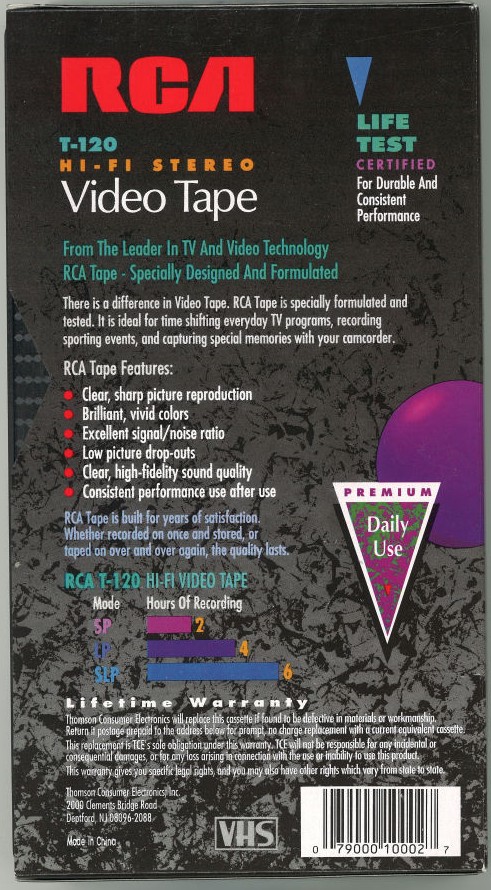 RCA
T-120
HI-FI STEREO
Video Tape
LIFE
TEST
CERTIFIED
For Durable And
Consistent
Performance
From The Leader In TV And Video Technology
RCA Tape - Specially Designed And Formulated
There is a difference in Video Tape. RCA Tape is specially formulated and
tested. It is ideal for time shifting everyday TV programs, recording
sporting events, and capturing special memories with your camcorder.
RCA Tape Features:
• Clear, sharp picture reproduction
• Brilliant, vivid colors
• Excellent signal/noise ratio
• Low picture drop-outs
• Clear, high-fidelity sound quality
• Consistent performance use after use
PREMIUM
Daily
Use
RCA Tape is built for years of satisfaction.
Whether recorded on once and stored, or
taped on over and over again, the quality lasts.
RCA T-120 HI-FI VIDEO TAPE
Mode Hours Of Recording
SP 2
LP 4
SLP 6
Lifetime Warranty
Thomson Consumer Electronics will replace this cassette if found to be defective in materials or workmanship.
Return it postage prepaid to the address below for prompt, no charge replacement with a current equivalent cassette.
This replacement is TCE's sole obligation under this warranty. TCE will not be responsible for any incidental or
consequential damages, or for any loss arising in connection with the use or inability to use this product.
This warranty gives you specific legal rights, and you may also have other rights which vary from state to state.
Thomson Consumer Electronics, Inc.
2000 Clements Bridge Road
Deptford, NJ 08096-2088
Made in China
VHS
0 79000 10002 7